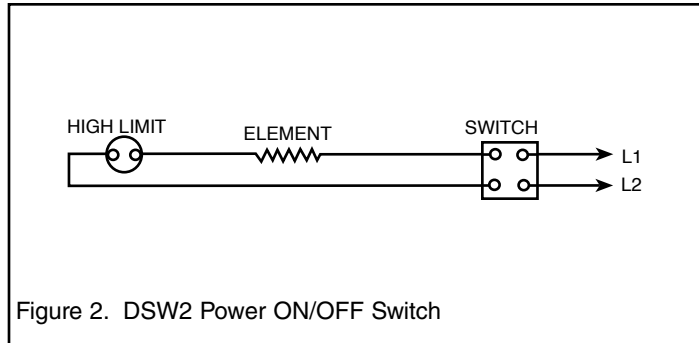 HIGH LIMIT
ELEMENT
SWITCH
L1
L2
Figure 2. DSW2 Power ON/OFF Switch